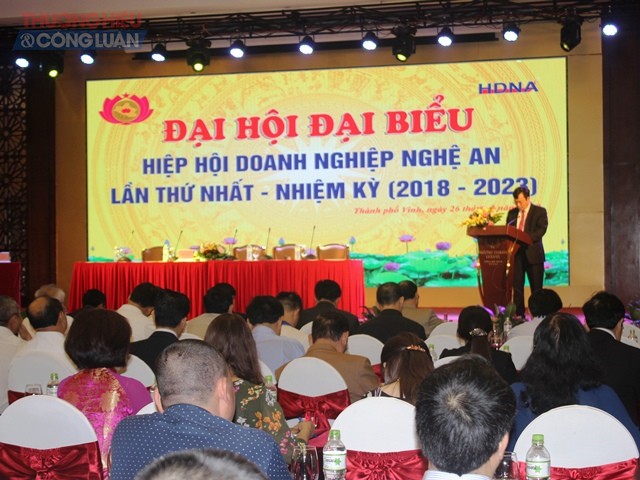 & CÔNG LUẬN
HDNA
ĐẠI HỘI ĐẠI BIỂU
HIỆP HỘI DOANH NGHIỆP NGHỆ AN
LẦN THỨ NHẤT - NHIỆM KỲ (2018 - 2023)
Thành phố Vinh, ngày 26